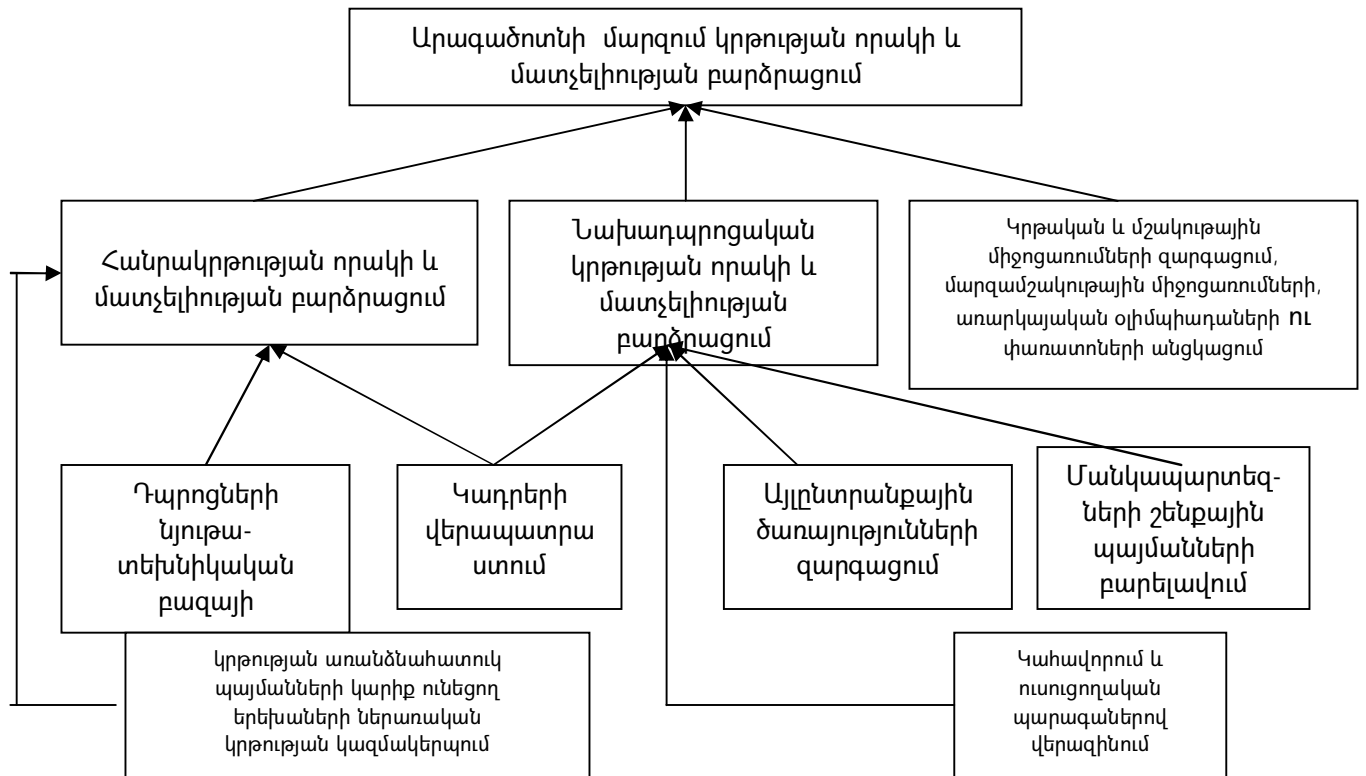 Արագածոտնի  մարզում կրթության որակի և
մատչելիության բարձրացում
Հանրակրթության որակի և
մատչելիության բարձրացում
Նախադպրոցական
կրթության որակի և
մատչելիության
բարձրացում
Կրթական և մշակութային
միջոցառումների զարգացում,
մարզամշակութային միջոցառումների,
առարկայական օլիմպիադաների ու
փառատոների անցկացում
Դպրոցների
նյութա-
տեխնիկական
բազայի
Կադրերի
վերապատրա
ստում
Այլընտրանքային
ծառայությունների
զարգացում
Մանկապարտեզ-
ների շենքային
պայմանների
բարելավում
կրթության առանձնահատուկ
պայմանների կարիք ունեցող
երեխաների ներառական
կրթության կազմակերպում
Կահավորում և
ուսուցողական
պարագաներով
վերազինում